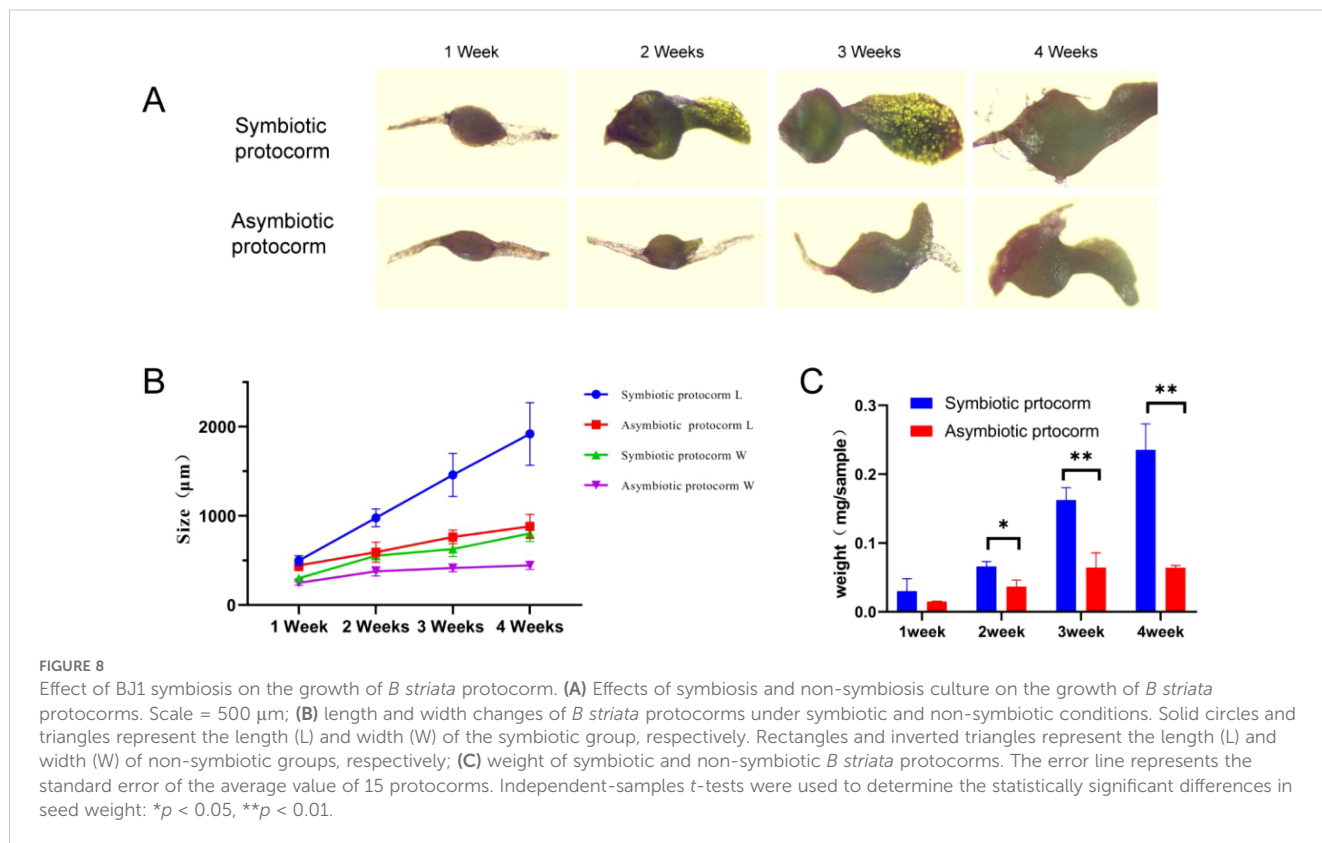 1 Week 2 Weeks 3 Weeks 4 Weeks
A
Symbiotic
protocorm
Asymbiotic
protocorm
B
Size (μm)
2000
1000
0
1 Week 2 Weeks 3 Weeks 4 Weeks
Symbiotic protocorm L
Asymbiotic protocorm L
Symbiotic protocorm W
Asymbiotic protocorm W
C
weight ( mg/sample)
0.3
0.2
0.1
0.0
Symbiotic prtocorm
Asymbiotic prtocorm
*
**
**
1week 2week 3week 4week
FIGURE 8
Effect of BJ1 symbiosis on the growth of B striata protocorm. (A) Effects of symbiosis and non-symbiosis culture on the growth of B striata
protocorms. Scale = 500 μm; (B) length and width changes of B striata protocorms under symbiotic and non-symbiotic conditions. Solid circles and
triangles represent the length (L) and width (W) of the symbiotic group, respectively. Rectangles and inverted triangles represent the length (L) and
width (W) of non-symbiotic groups, respectively; (C) weight of symbiotic and non-symbiotic B striata protocorms. The error line represents the
standard error of the average value of 15 protocorms. Independent-samples t-tests were used to determine the statistically significant differences in
seed weight: *p < 0.05, **p < 0.01.